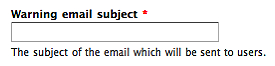 Warning email subject *
The subject of the email which will be sent to users.